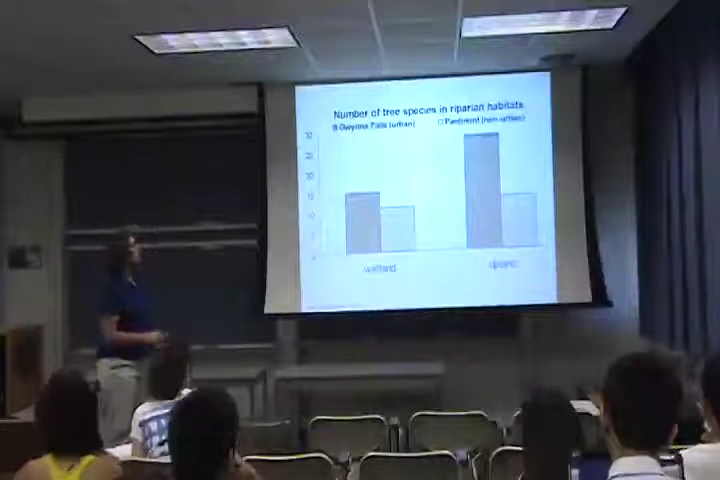 Number of tree species in riparian habitats
Gwynns Falls (urban) (non-urban)
30
25
20
15
10
5
0
wetland upland